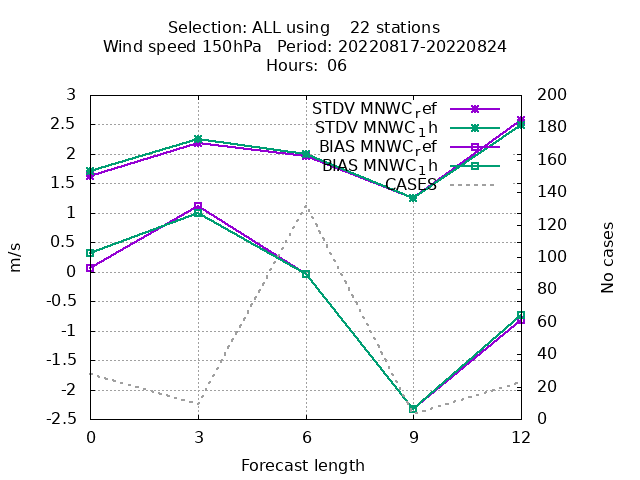 Selection: ALL using    22 stations
Wind speed 150hPa   Period: 20220817-20220824
Hours: 06
3
2.5
2
1.5
1
0.5
0
-0.5
-1
-1.5
-2
-2.5
m/s
200
180
160
140
120
100
80
60
40
20
0
No cases
STDV MNWC_ref
STDV MNWC_1h
BIAS MNWC_ref
BIAS MNWC_1h
CASES
0 3 6 9 12
Forecast length